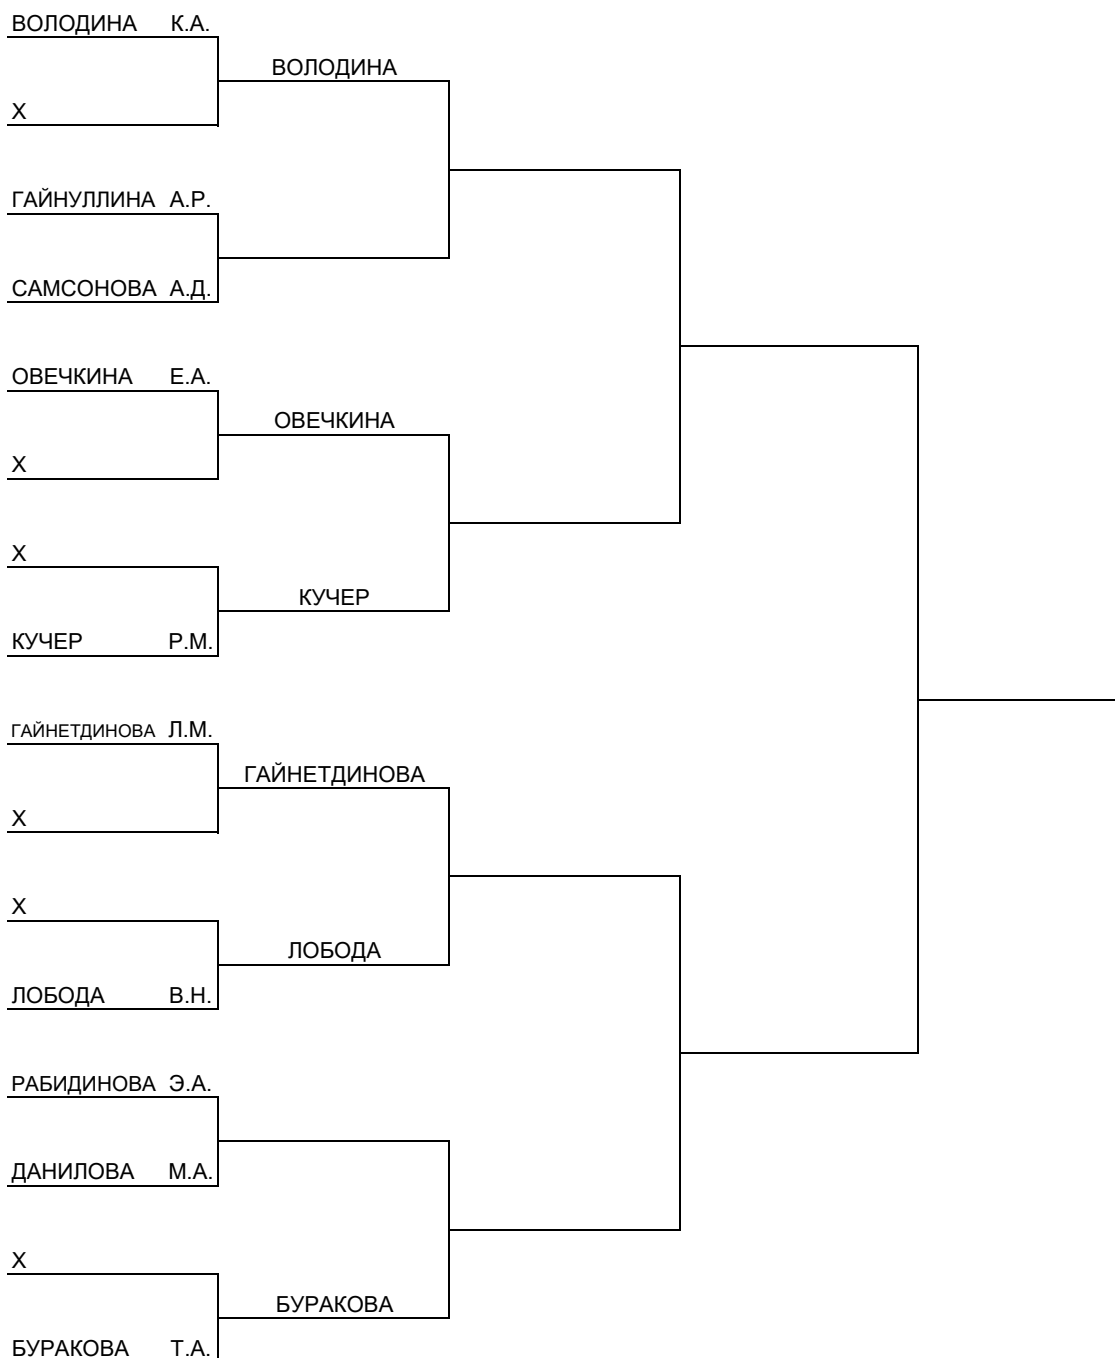 ВОЛОДИНА К.А.
ВОЛОДИНА
Х
ГАЙНУЛЛИНА А.Р.
САМСОНОВА А.Д.
ОВЕЧКИНА Е.А.
ОВЕЧКИНА
Х
Х
КУЧЕР
КУЧЕР Р.М.
ГАЙНЕТДИНОВА Л.М.
ГАЙНЕТДИНОВА
Х
Х
ЛОБОДА
ЛОБОДА В.Н.
РАБИДИНОВА Э.А.
ДАНИЛОВА М.А.
Х
БУРАКОВА
БУРАКОВА Т.А.